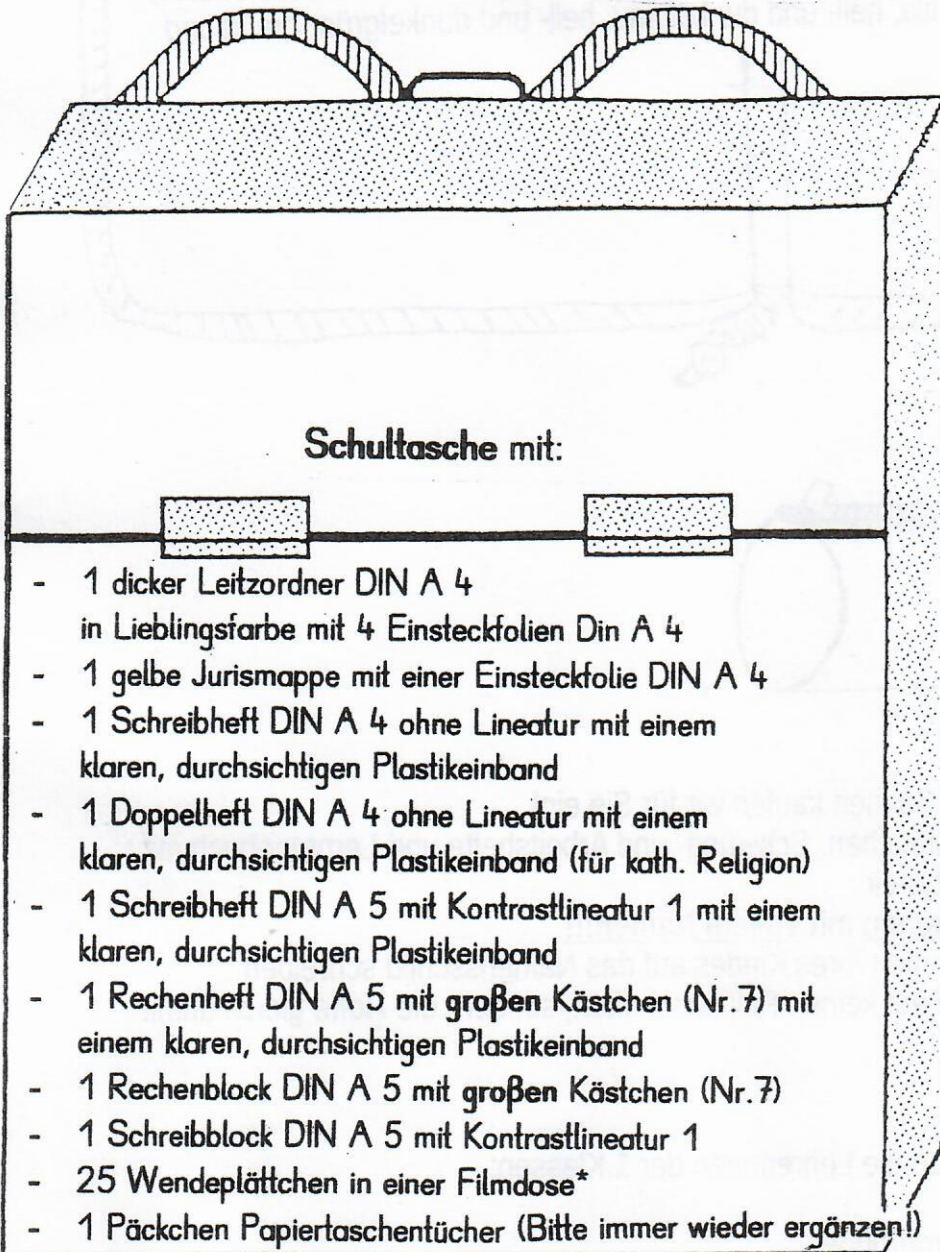 lila, hell- und dunkelgrün
Schultasche mit:
- 1 dicker Leitzordner DIN A 4
in Lieblingsfarbe mit 4 Einsteckfolien Din A 4
- 1 gelbe Jurismappe mit einer Einsteckfolie DIN A 4
- 1 Schreibheft DIN A 4 ohne Lineatur mit einem
klaren, durchsichtigen Plastikeinband
- 1 Doppelheft DIN A 4 ohne Lineatur mit einem
klaren, durchsichtigen Plastikeinband (für kath. Religion)
- 1 Schreibheft DIN A 5 mit Kontrastlineatur 1 mit einem
klaren, durchsichtigen Plastikeinband
- 1 Rechenheft DIN A 5 mit großen Kästchen (Nr. 7) mit
einem klaren, durchsichtigen Plastikeinband
- 1 Rechenblock DIN A 5 mit großen Kästchen (Nr. 7)
- 1 Schreibblock DIN A 5 mit Kontrastlineatur 1
- 25 Wendeplättchen in einer Filmdose*
- 1 Päckchen Papiertaschentücher (Bitte immer wieder ergänzen!)